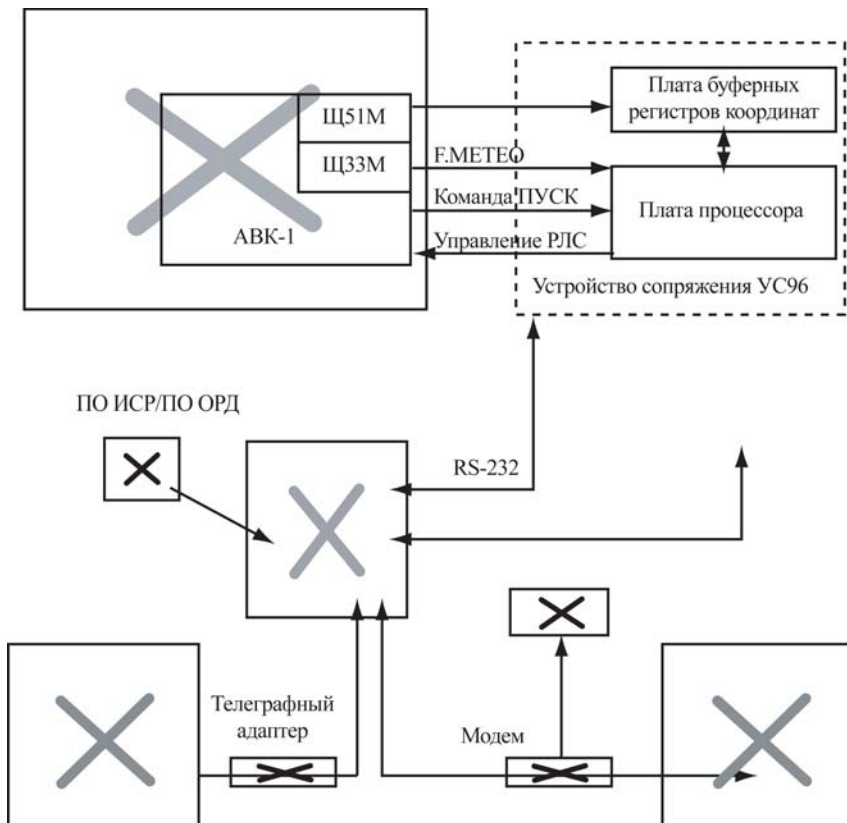 Щ51М
Щ33М
АВК-1
F.МЕТЕО
Команда ПУСК
Управление РЛС
Плата буферных
регистров координат
Плата процессора
Устройство сопряжения УС96
ПО ИСР/ПО ОРД
RS-232
Телеграфный
адаптер
Модем